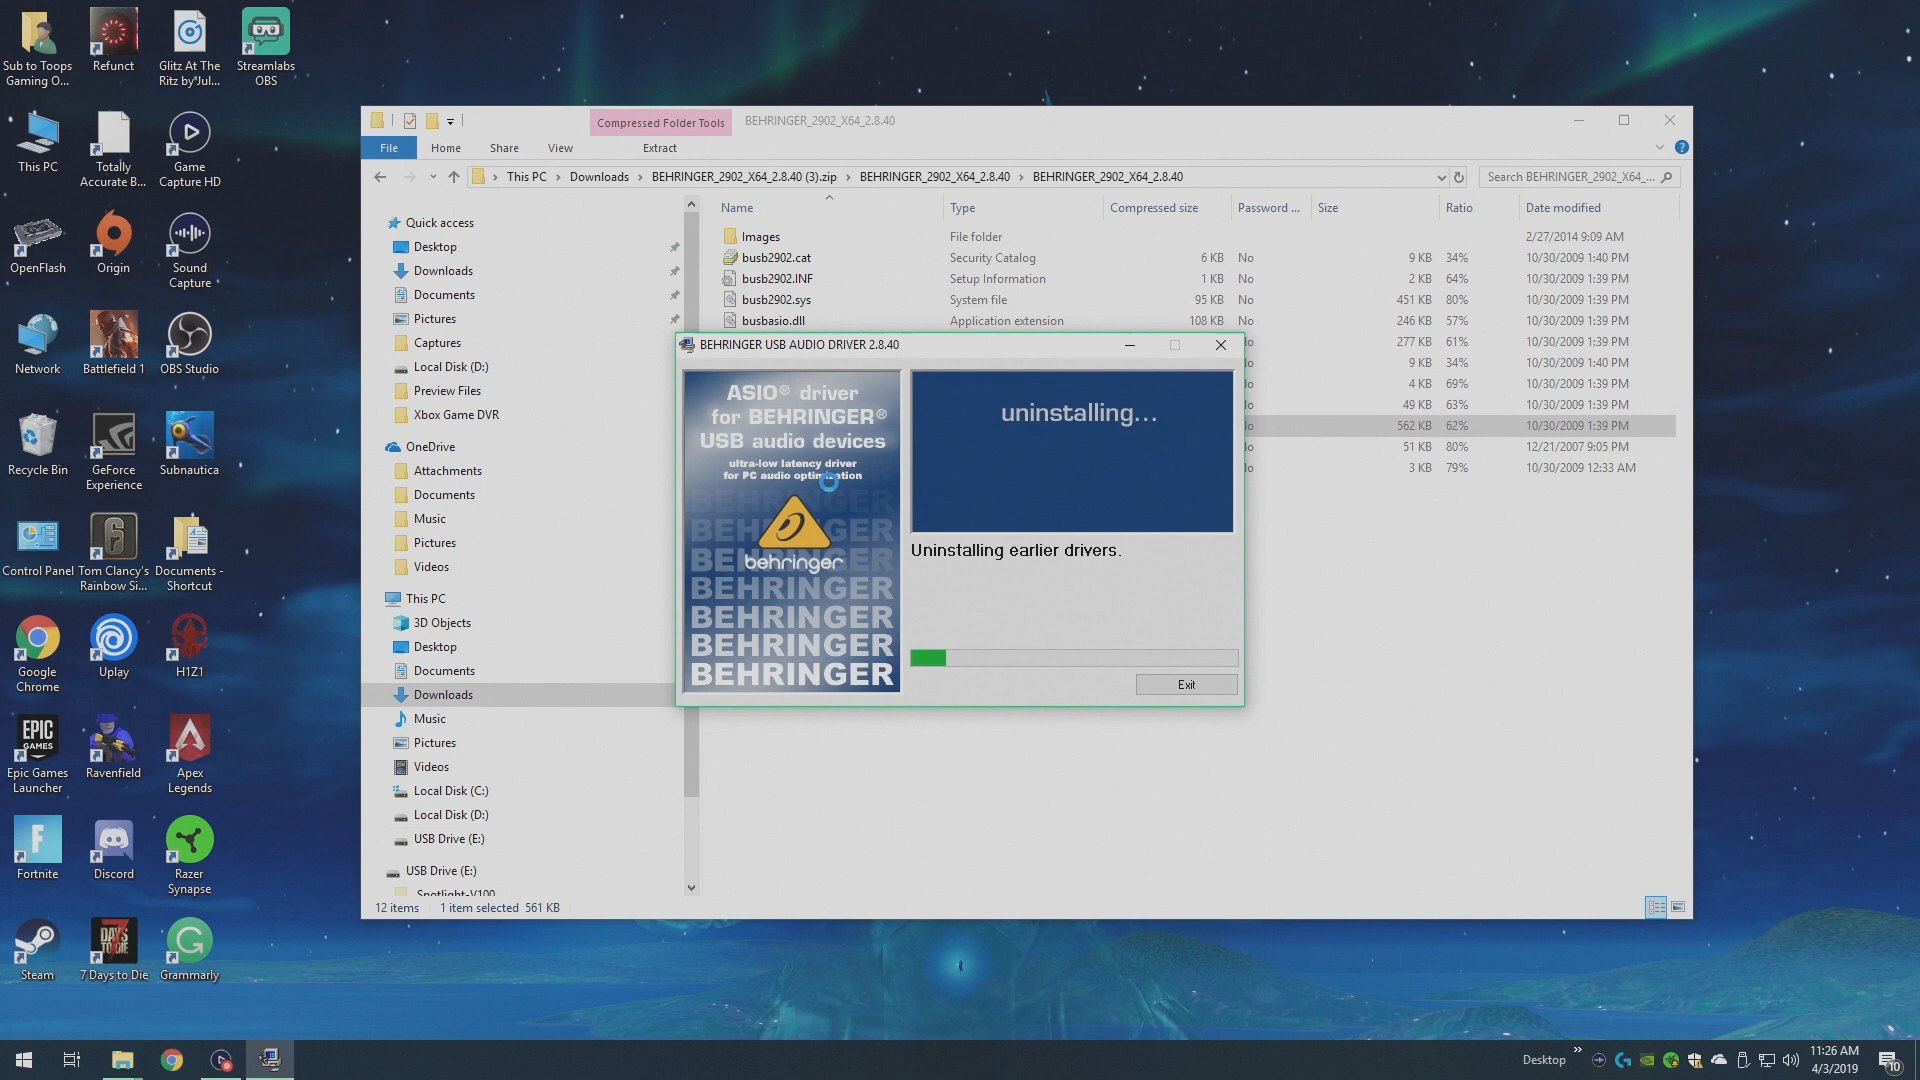 Sub to Toops
Gaming O...
Refunct
Glitz At The
Ritz by Jul...
Streamlabs
OBS
This PC
Totally
Accurate B...
Game
Capture HD
OpenFlash
Origin
Sound
Capture
Network
Battlefield 1
OBS Studio
Recycle Bin
GeForce
Experience
Subnautica
Control Panel
Tom Clancy's
Rainbow Si...
Documents -
Shortcut
Google
Chrome
Uplay
H1Z1
EPIC
GAMES
Epic Games
Launcher
Ravenfield
Apex
Legends
Fortnite
Discord
Razer
Synapse
Steam
DAYS
TO DIE
7 Days to Die
Grammarly
Compressed Folder Tools
BEHRINGER_2902_X64_2.8.40
File
Home
Share
View
Extract
This PC > Downloads > BEHRINGER_2902_X64_2.8.40 (3).zip > BEHRINGER_2902_X64_2.8.40 > BEHRINGER_2902_X64_2.8.40
Search BEHRINGER_2902_X64_...
Quick access
Desktop
Downloads
Documents
Pictures
Captures
Local Disk (D:)
Preview Files
Xbox Game DVR
OneDrive
Attachments
Documents
Music
Pictures
Videos
This PC
3D Objects
Desktop
Documents
Downloads
Music
Pictures
Videos
Local Disk (C:)
Local Disk (D:)
USB Drive (E:)
USB Drive (E:)
Spotlight-V100
Name Type Compressed size Password ... Size Ratio Date modified
Images File folder 2/27/2014 9:09 AM
busb2902.cat Security Catalog 6 KB No 9 KB 34% 10/30/2009 1:40 PM
busb2902.INF Setup Information 1 KB No 2 KB 64% 10/30/2009 1:39 PM
busb2902.sys System file 95 KB No 451 KB 80% 10/30/2009 1:39 PM
busbasio.dll Application extension 108 KB No 246 KB 57% 10/30/2009 1:39 PM
277 KB 61% 10/30/2009 1:39 PM
9 KB 34% 10/30/2009 1:40 PM
4 KB 69% 10/30/2009 1:39 PM
49 KB 63% 10/30/2009 1:39 PM
562 KB 62% 10/30/2009 1:39 PM
51 KB 80% 12/21/2007 9:05 PM
3 KB 79% 10/30/2009 12:33 AM
BEHRINGER USB AUDIO DRIVER 2.8.40
ASIO® driver
for BEHRINGER®
USB audio devices
ultra-low latency driver
for PC audio optimization
behringer
BEHRINGER
BEHRINGER
BEHRINGER
BEHRINGER
BEHRINGER
BEHRINGER
BEHRINGER
uninstalling...
Uninstalling earlier drivers.
Exit
12 items 1 item selected 561 KB
Desktop
11:26 AM
4/3/2019
10